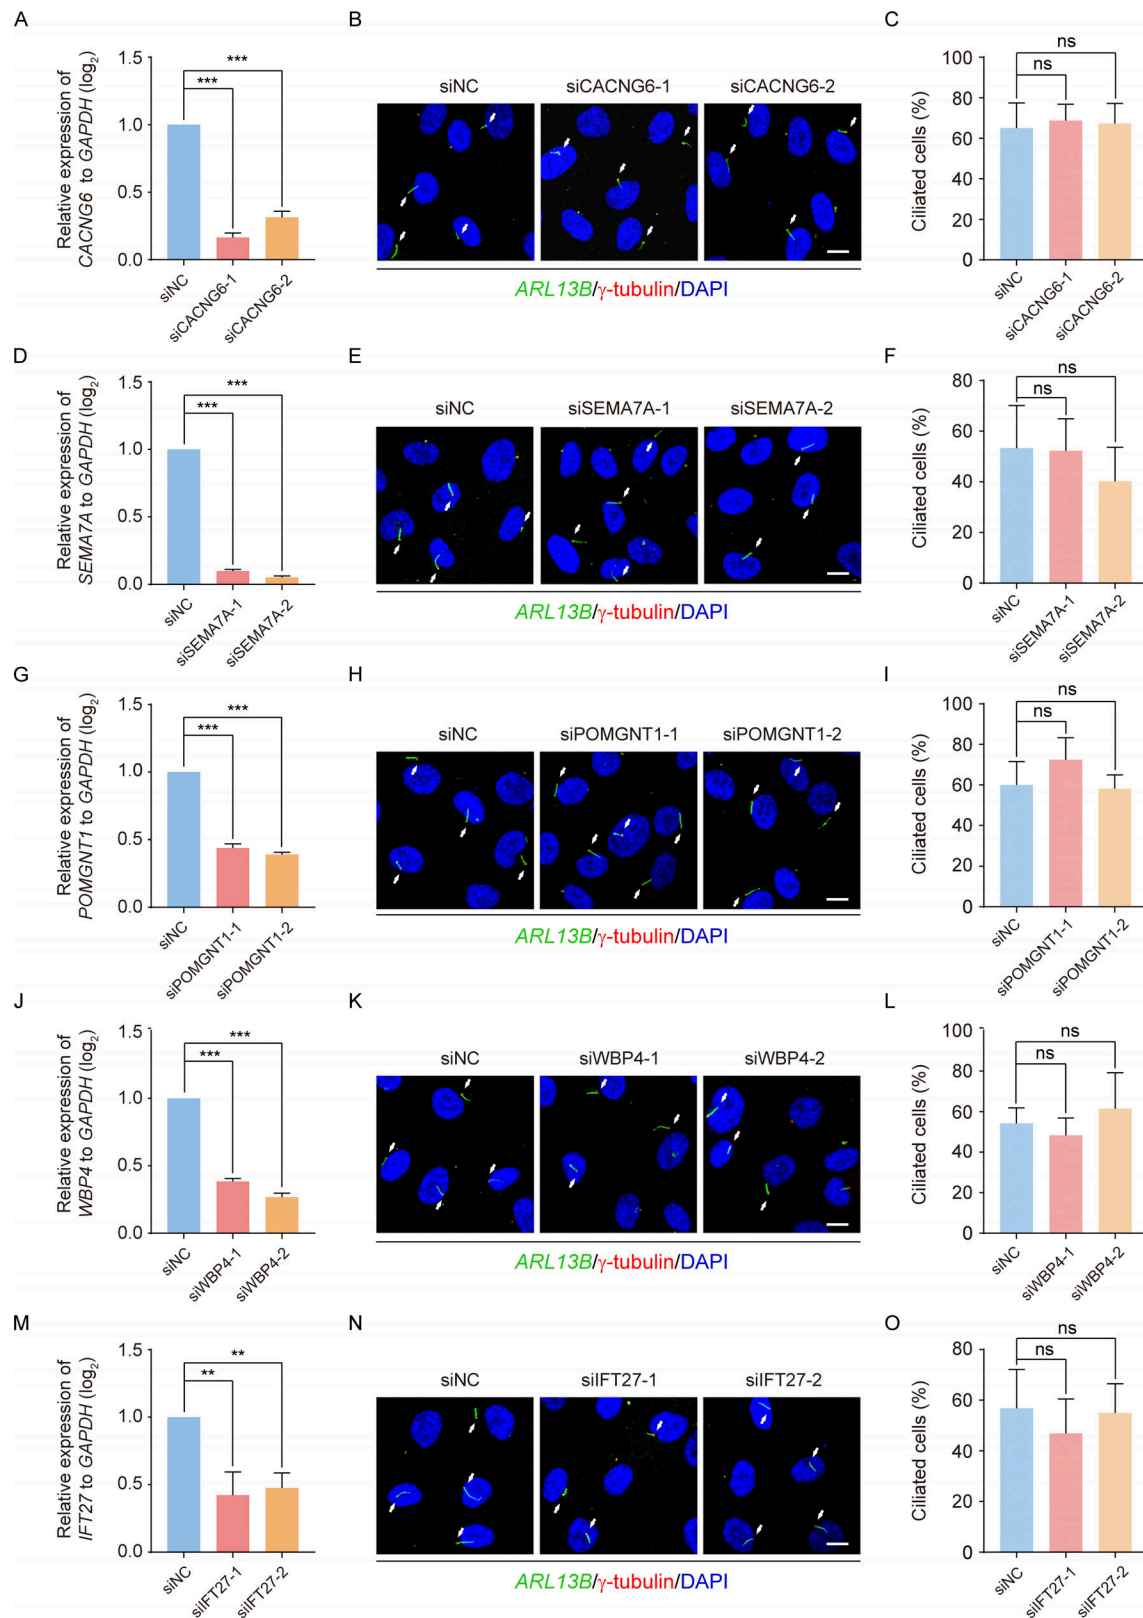 A
Relative expression of
CACNG6 to GAPDH (log2)
1.5
1.0
0.5
0.0
***
***
siNC
siCACNG6-1
siCACNG6-2
B
siNC
siCACNG6-1
siCACNG6-2
ARL13B/γ-tubulin/DAPI
C
Ciliated cells (%)
100
80
60
40
20
0
ns
ns
siNC
siCACNG6-1
siCACNG6-2
D
Relative expression of
SEMA7A to GAPDH (log2)
1.5
1.0
0.5
0.0
***
***
siNC
siSEMA7A-1
siSEMA7A-2
E
siNC
siSEMA7A-1
siSEMA7A-2
ARL13B/γ-tubulin/DAPI
F
Ciliated cells (%)
80
60
40
20
0
ns
ns
siNC
siSEMA7A-1
siSEMA7A-2
G
Relative expression of
POMGNT1 to GAPDH (log2)
1.5
1.0
0.5
0.0
***
***
siNC
siPOMGNT1-1
siPOMGNT1-2
H
siNC
siPOMGNT1-1
siPOMGNT1-2
ARL13B/γ-tubulin/DAPI
I
Ciliated cells (%)
100
80
60
40
20
0
ns
ns
siNC
siPOMGNT1-1
siPOMGNT1-2
J
Relative expression of
WBP4 to GAPDH (log2)
1.5
1.0
0.5
0.0
***
***
siNC
siWBP4-1
siWBP4-2
K
siNC
siWBP4-1
siWBP4-2
ARL13B/γ-tubulin/DAPI
L
Ciliated cells (%)
100
80
60
40
20
0
ns
ns
siNC
siWBP4-1
siWBP4-2
M
Relative expression of
IFT27 to GAPDH (log2)
1.5
1.0
0.5
0.0
**
**
siNC
siIFT27-1
siIFT27-2
N
siNC
siIFT27-1
siIFT27-2
ARL13B/γ-tubulin/DAPI
O
Ciliated cells (%)
80
60
40
20
0
ns
ns
siNC
siIFT27-1
siIFT27-2